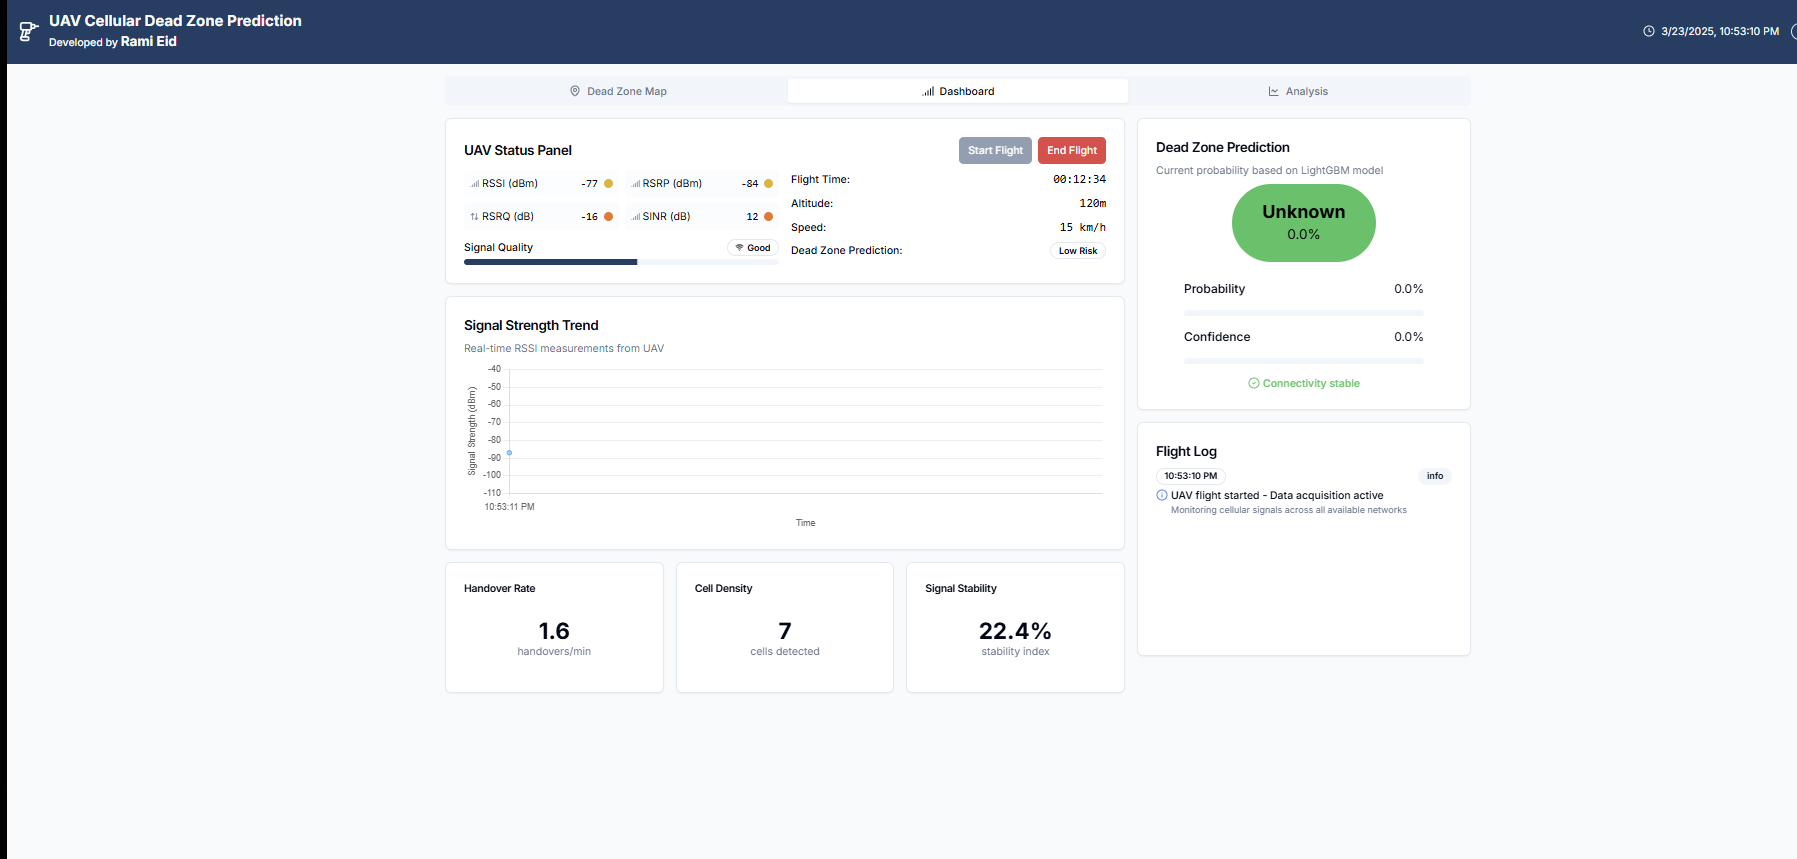 UAV Cellular Dead Zone Prediction
Developed by Rami Eid
3/23/2025, 10:53:10 PM
Dead Zone Map
Dashboard
Analysis
UAV Status Panel
Start Flight
End Flight
RSSI (dBm) -77
RSRP (dBm) -84
RSRQ (dB) -16
SINR (dB) 12
Signal Quality
Good
Flight Time: 00:12:34
Altitude: 120m
Speed: 15 km/h
Dead Zone Prediction: Low Risk
Signal Strength Trend
Real-time RSSI measurements from UAV
Signal Strength (dBm)
-40
-50
-60
-70
-80
-90
-100
-110
10:53:11 PM
Time
Handover Rate
1.6
handovers/min
Cell Density
7
cells detected
Signal Stability
22.4%
stability index
Dead Zone Prediction
Current probability based on LightGBM model
Unknown
0.0%
Probability 0.0%
Confidence 0.0%
Connectivity stable
Flight Log
10:53:10 PM
info
UAV flight started - Data acquisition active
Monitoring cellular signals across all available networks